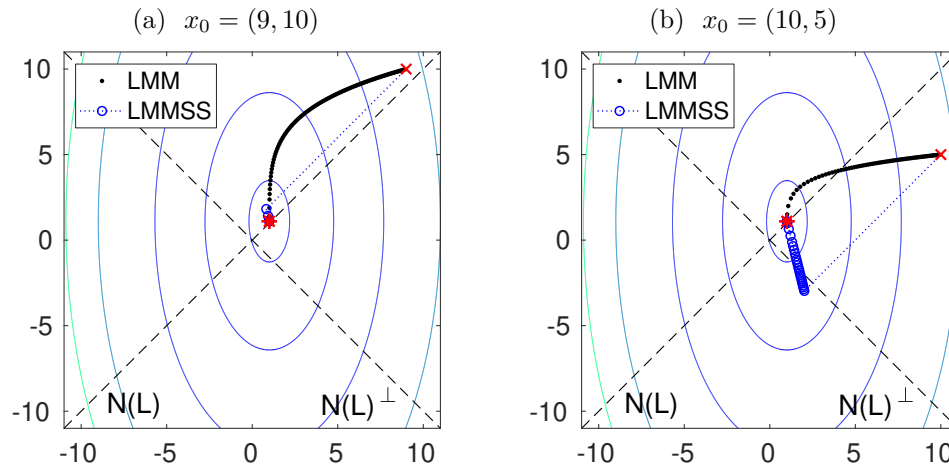 (a) x₀ = (9, 10)
10
5
0
-5
-10
-10 -5 0 5 10
LMM
LMMSS
N(L)
N(L)⊥
(b) x₀ = (10, 5)
10
5
0
-5
-10
-10 -5 0 5 10
LMM
LMMSS
N(L)
N(L)⊥